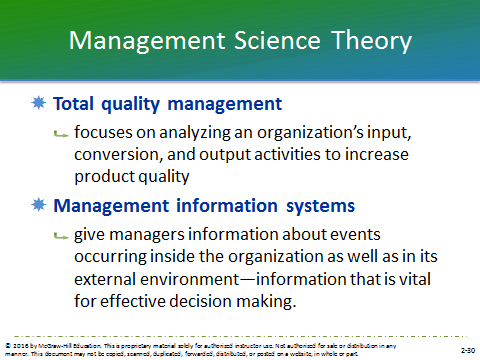 Management Science Theory
Total quality management
focuses on analyzing an organization's input,
conversion, and output activities to increase
product quality
Management information systems
give managers information about events
occurring inside the organization as well as in its
external environment—information that is vital
for effective decision making.
© 2016 by McGraw-Hill Education. This is proprietary material solely for authorized instructor use. Not authorized for sale or distribution in any
manner. This document may not be copied, scanned, duplicated, forwarded, distributed, or posted on a website, in whole or part.
2-30